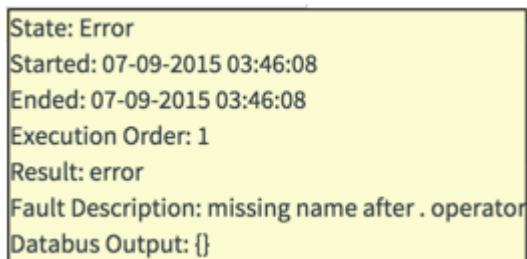 State: Error
Started: 07-09-2015 03:46:08
Ended: 07-09-2015 03:46:08
Execution Order: 1
Result: error
Fault Description: missing name after . operator
Databus Output: {}